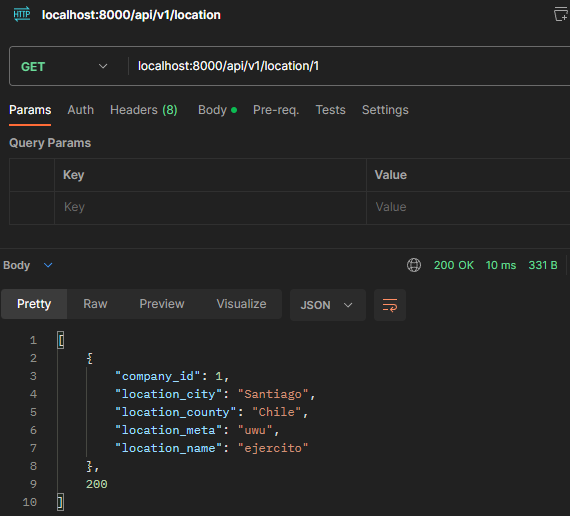 HTTP localhost:8000/api/v1/location
GET localhost:8000/api/v1/location/1
Params Auth Headers (8) Body Pre-req. Tests Settings
Query Params
Key Value
Key Value
Body 200 OK 10 ms 331 B
Pretty Raw Preview Visualize JSON
1 [
2 {
3 "company_id": 1,
4 "location_city": "Santiago",
5 "location_county": "Chile",
6 "location_meta": "uwu",
7 "location_name": "ejercito"
8 },
9 200
10 ]